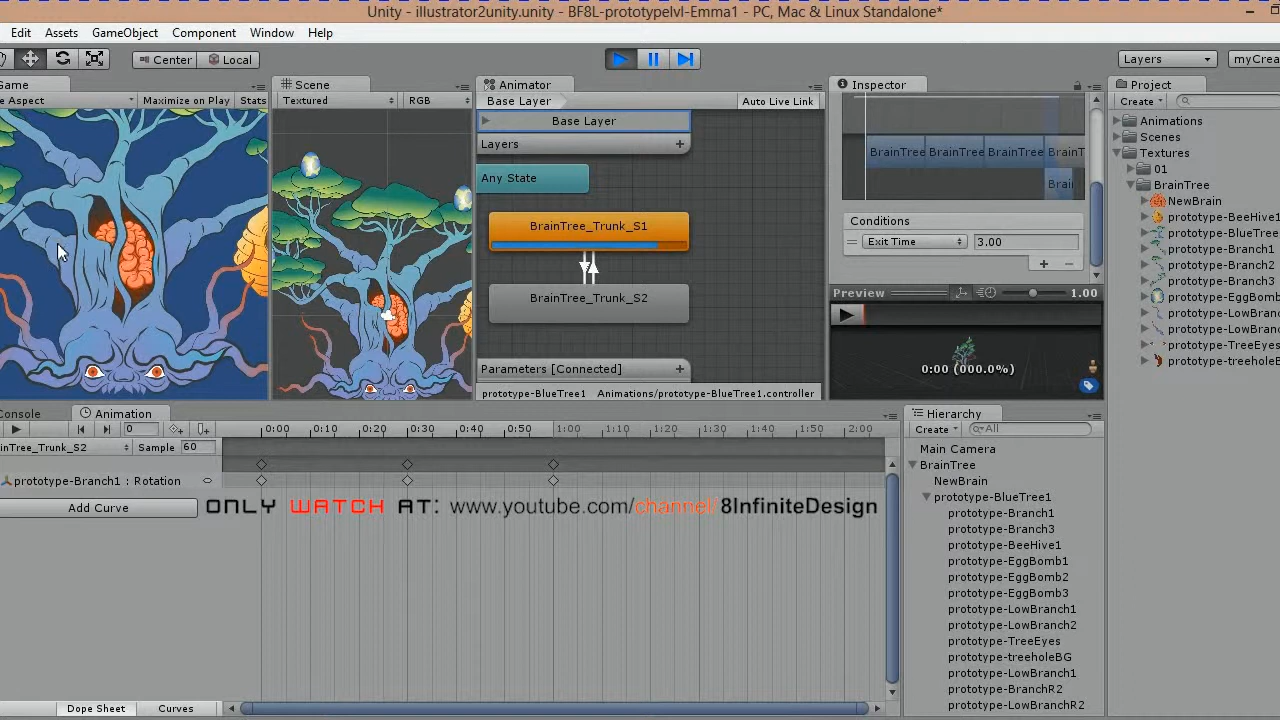 Unity - illustrator2unity.unity - BF8L-prototypelvl-Emma1 - PC, Mac & Linux Standalone*
Edit Assets GameObject Component Window Help
Center Local Layers
Game Scene Animator Inspector Project
Maximize on Play Stats Textured RGB Base Layer Auto Live Link Create
Base Layer
Layers
Any State
BrainTree_Trunk_S1
BrainTree_Trunk_S2
Parameters [Connected]
prototype-BlueTree1 Animations/prototype-BlueTree1.controller
BrainTree BrainTree BrainTree BrainT
Brai
Conditions
Exit Time 3.00
Preview 1.00
0:00 (000.0%)
Animations
Scenes
Textures
01
BrainTree
NewBrain
prototype-BeeHive1
prototype-BlueTree
prototype-Branch1
prototype-Branch2
prototype-Branch3
prototype-EggBomb
prototype-LowBran
prototype-LowBran
prototype-TreeEyes
prototype-treeholeB
Console Animation
0 0:00 0:10 0:20 0:30 0:40 0:50 1:00 1:10 1:20 1:30 1:40 1:50 2:00
ainTree_Trunk_S2 Sample 60
prototype-Branch1 : Rotation
Add Curve
ONLY WATCH AT: www.youtube.com/channel/8InfiniteDesign
Dope Sheet Curves
Hierarchy
Create All
Main Camera
BrainTree
NewBrain
prototype-BlueTree1
prototype-Branch1
prototype-Branch3
prototype-BeeHive1
prototype-EggBomb1
prototype-EggBomb2
prototype-EggBomb3
prototype-LowBranch1
prototype-LowBranch2
prototype-TreeEyes
prototype-treeholeBG
prototype-LowBranch1
prototype-BranchR2
prototype-LowBranchR2